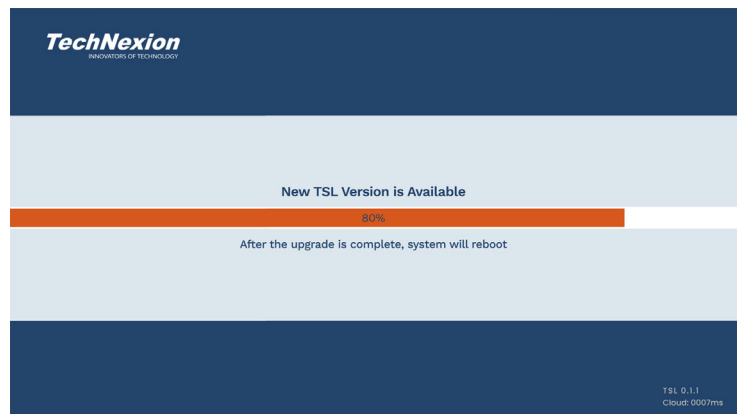 TechNexion
INNOVATORS OF TECHNOLOGY
New TSL Version is Available
80%
After the upgrade is complete, system will reboot
TSL 0.1.1
Cloud: 0007ms